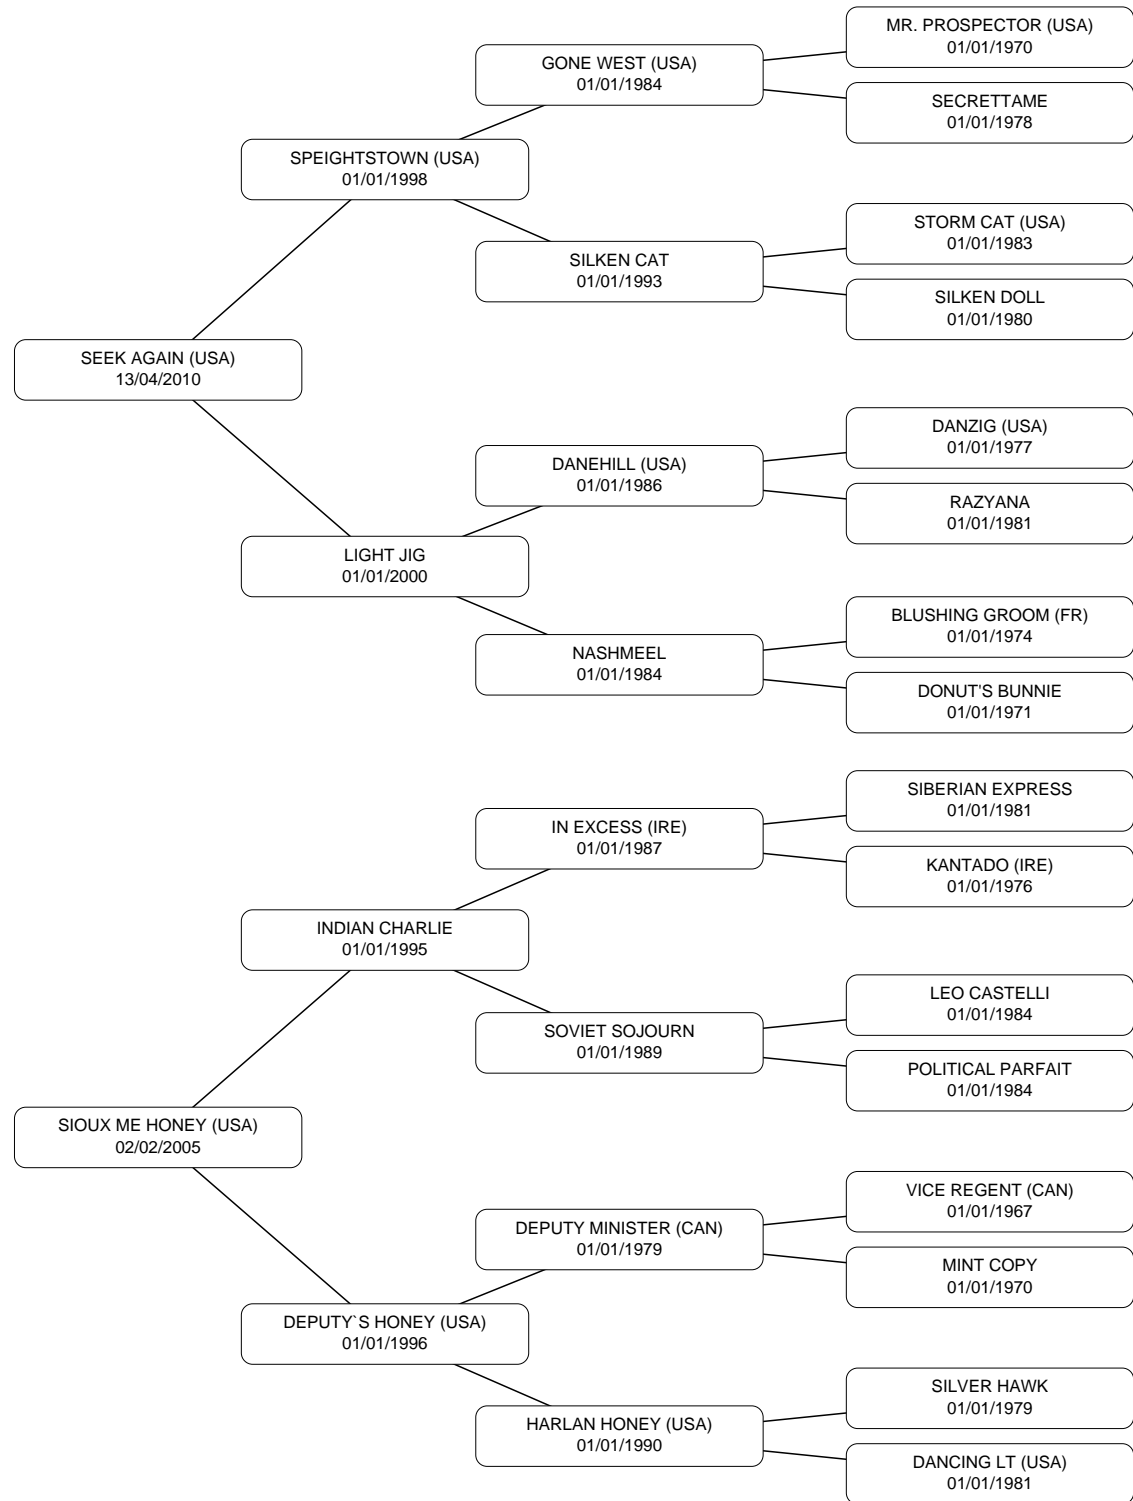 MR. PROSPECTOR (USA)
01/01/1970
GONE WEST (USA)
01/01/1984
SECRETTAME
01/01/1978
SPEIGHTSTOWN (USA)
01/01/1998
STORM CAT (USA)
01/01/1983
SILKEN CAT
01/01/1993
SILKEN DOLL
01/01/1980
SEEK AGAIN (USA)
13/04/2010
DANZIG (USA)
01/01/1977
DANEHILL (USA)
01/01/1986
RAZYANA
01/01/1981
LIGHT JIG
01/01/2000
BLUSHING GROOM (FR)
01/01/1974
NASHMEEL
01/01/1984
DONUT'S BUNNIE
01/01/1971
SIBERIAN EXPRESS
01/01/1981
IN EXCESS (IRE)
01/01/1987
KANTADO (IRE)
01/01/1976
INDIAN CHARLIE
01/01/1995
LEO CASTELLI
01/01/1984
SOVIET SOJOURN
01/01/1989
POLITICAL PARFAIT
01/01/1984
SIOUX ME HONEY (USA)
02/02/2005
VICE REGENT (CAN)
01/01/1967
DEPUTY MINISTER (CAN)
01/01/1979
MINT COPY
01/01/1970
DEPUTY`S HONEY (USA)
01/01/1996
SILVER HAWK
01/01/1979
HARLAN HONEY (USA)
01/01/1990
DANCING LT (USA)
01/01/1981